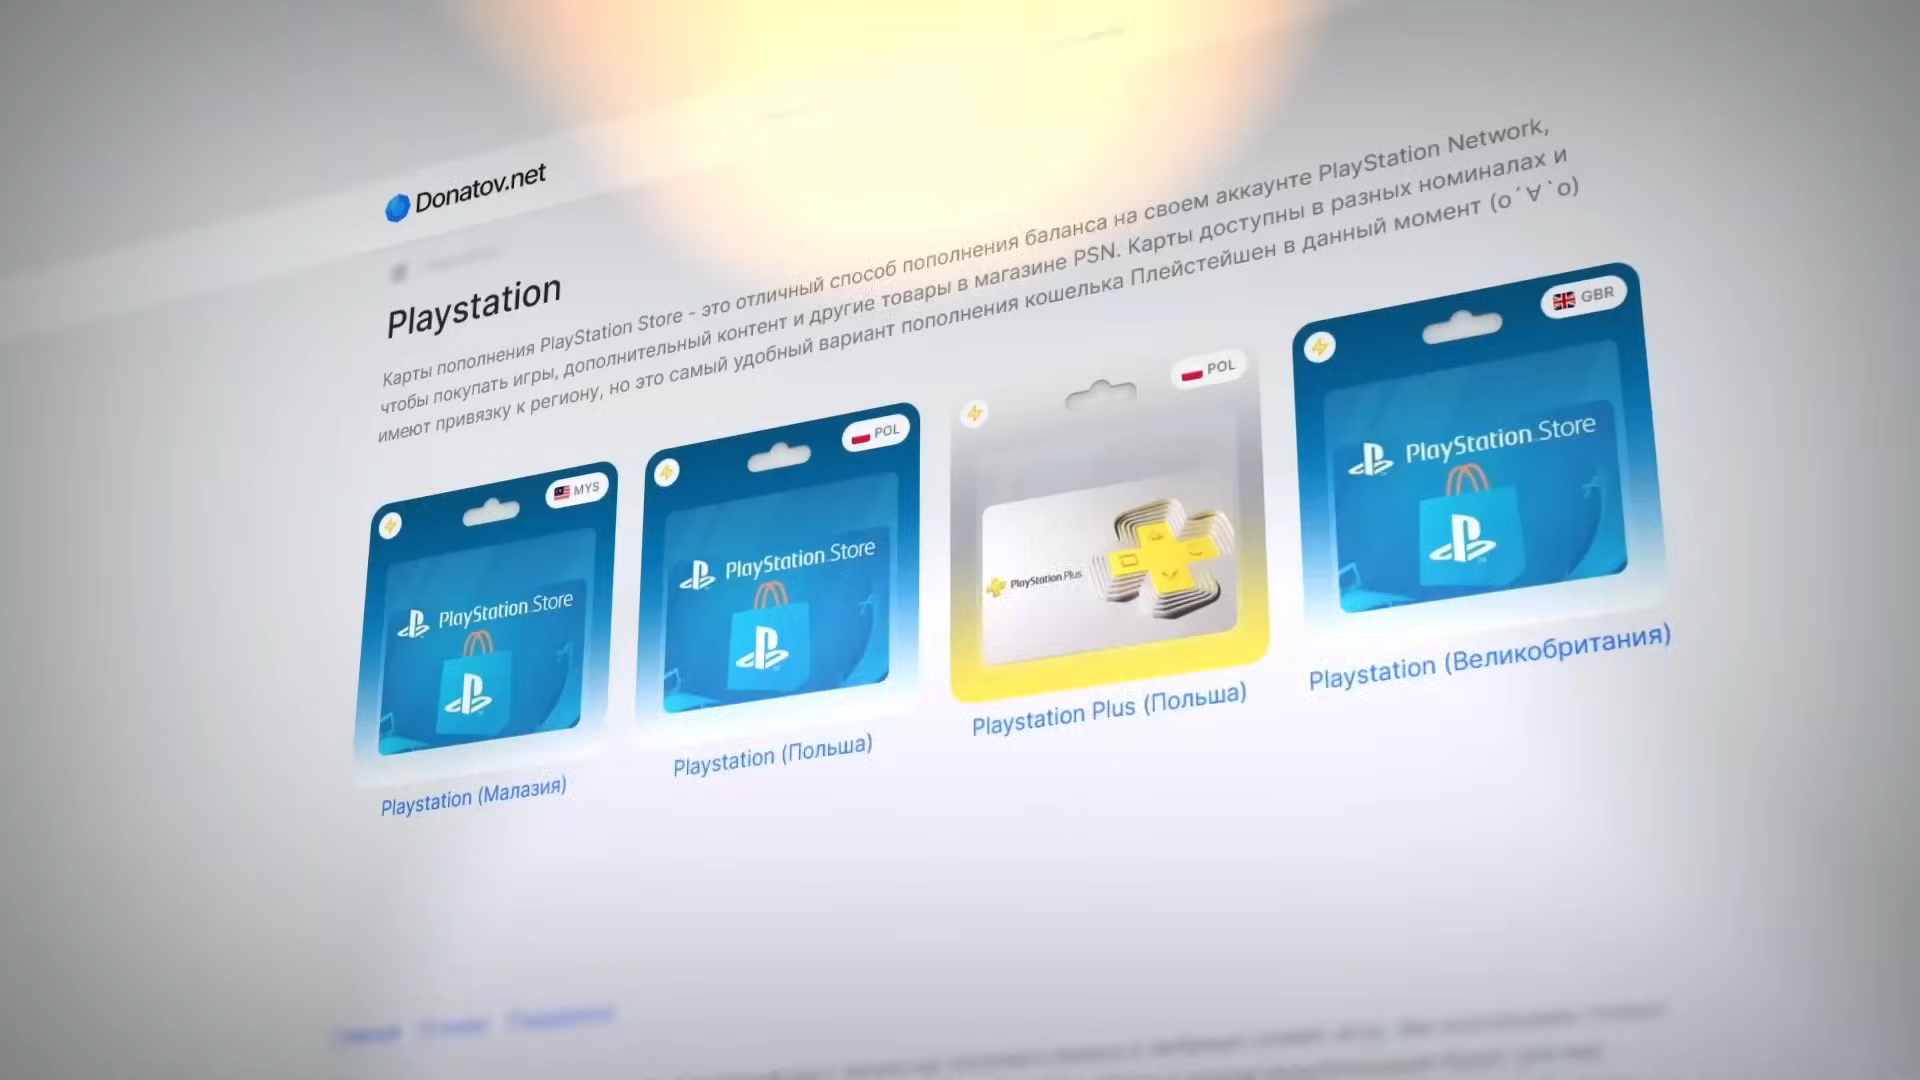 Donatov.net
Playstation
Карты пополнения PlayStation Store - это отличный способ пополнения баланса на своем аккаунте PlayStation Network,
чтобы покупать игры, дополнительный контент и другие товары в магазине PSN. Карты доступны в разных номиналах и
имеют привязку к региону, но это самый удобный вариант пополнения кошелька Плейстейшен в данный момент (o´∀`o)
MYS
PlayStation Store
Playstation (Малазия)
POL
PlayStation Store
Playstation (Польша)
POL
PlayStation Plus
Playstation Plus (Польша)
GBR
PlayStation Store
Playstation (Великобритания)